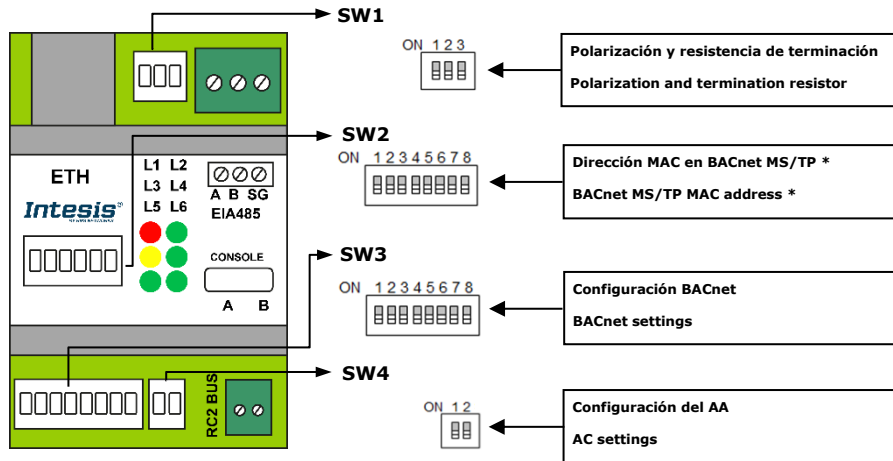 SW1
ON 1 2 3
Polarización y resistencia de terminación
Polarization and termination resistor
SW2
ON 1 2 3 4 5 6 7 8
Dirección MAC en BACnet MS/TP *
BACnet MS/TP MAC address *
ETH
L1 L2
L3 L4
L5 L6
A B SG
EIA485
Intesis®
CONSOLE
A B
SW3
ON 1 2 3 4 5 6 7 8
Configuración BACnet
BACnet settings
SW4
RC2 BUS
ON 1 2
Configuración del AA
AC settings